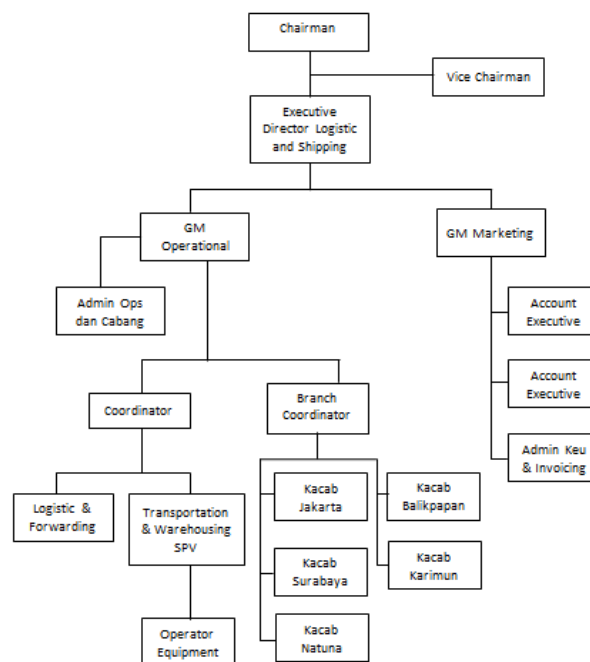 Chairman
Vice Chairman
Executive
Director Logistic
and Shipping
GM
Operational
GM Marketing
Admin Ops
dan Cabang
Account
Executive
Account
Executive
Admin Keu
& Invoicing
Coordinator
Branch
Coordinator
Logistic &
Forwarding
Transportation
& Warehousing
SPV
Kacab
Jakarta
Kacab
Balikpapan
Kacab
Surabaya
Kacab
Karimun
Operator
Equipment
Kacab
Natuna